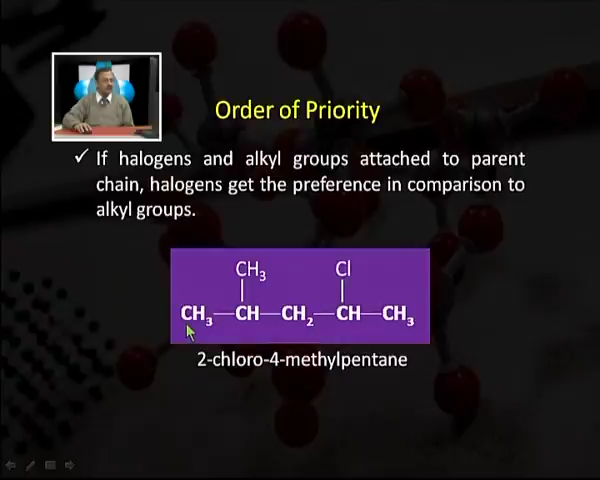 Order of Priority
✓ If halogens and alkyl groups attached to parent
chain, halogens get the preference in comparison to
alkyl groups.
CH₃ Cl
CH₃—CH—CH₂—CH—CH₃
2-chloro-4-methylpentane